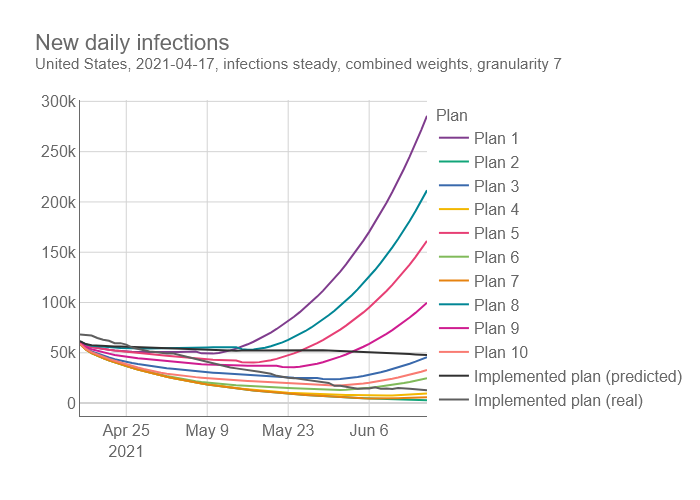 New daily infections
United States, 2021-04-17, infections steady, combined weights, granularity 7
300k
250k
200k
150k
100k
50k
0
Apr 25
2021
May 9
May 23
Jun 6
Plan
Plan 1
Plan 2
Plan 3
Plan 4
Plan 5
Plan 6
Plan 7
Plan 8
Plan 9
Plan 10
Implemented plan (predicted)
Implemented plan (real)